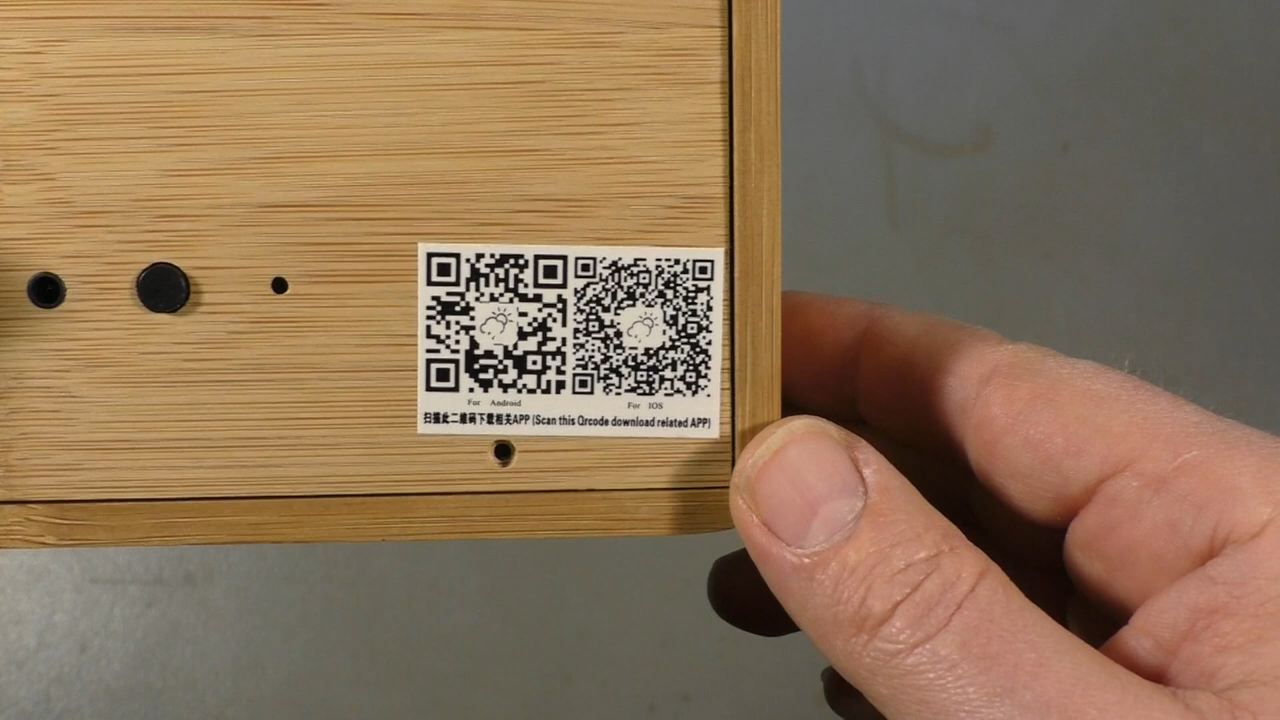 For Android
For IOS
扫描此二维码下载相关APP (Scan this Qrcode download related APP)